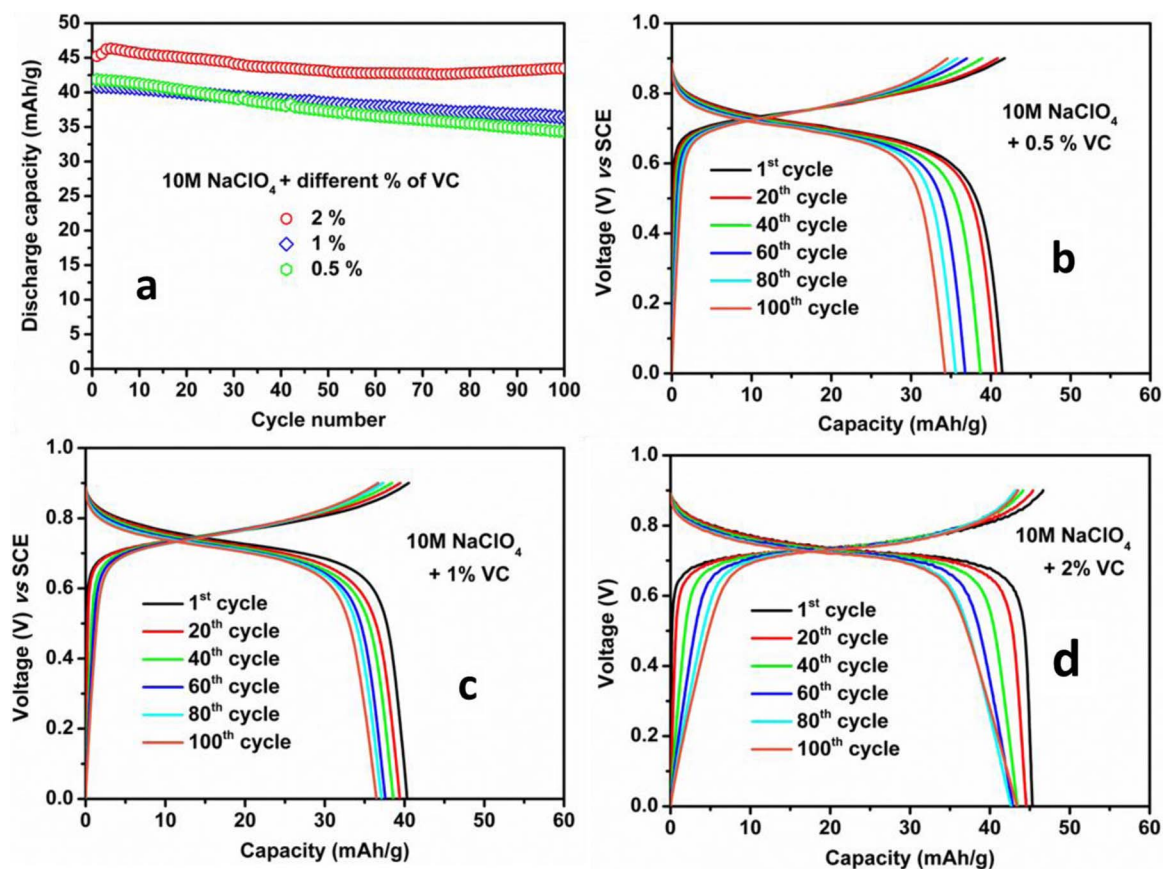 50
45
40
35
30
25
20
15
10
5
0
0 10 20 30 40 50 60 70 80 90 100
Discharge capacity (mAh/g)
Cycle number
10M NaClO₄ + different % of VC
2 %
1 %
0.5 %
a
1.0
0.8
0.6
0.4
0.2
0.0
0 10 20 30 40 50 60
Voltage (V) vs SCE
Capacity (mAh/g)
10M NaClO₄
+ 0.5 % VC
1st cycle
20th cycle
40th cycle
60th cycle
80th cycle
100th cycle
b
1.0
0.8
0.6
0.4
0.2
0.0
0 10 20 30 40 50 60
Voltage (V) vs SCE
Capacity (mAh/g)
10M NaClO₄
+ 1% VC
1st cycle
20th cycle
40th cycle
60th cycle
80th cycle
100th cycle
c
1.0
0.8
0.6
0.4
0.2
0.0
0 10 20 30 40 50 60
Voltage (V)
Capacity (mAh/g)
10M NaClO₄
+ 2% VC
1st cycle
20th cycle
40th cycle
60th cycle
80th cycle
100th cycle
d